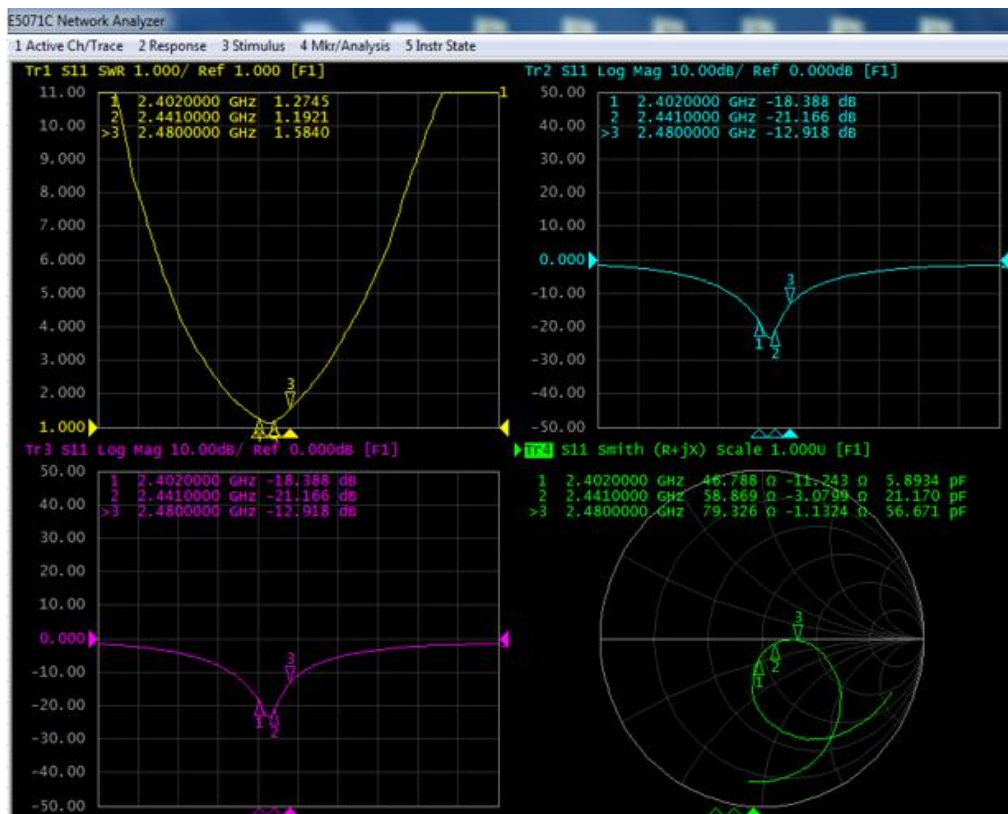 E5071C Network Analyzer
1 Active Ch/Trace 2 Response 3 Stimulus 4 Mkr/Analysis 5 Instr State
Tr1 S11 SWR 1.000/ Ref 1.000 [F1]
11.00
10.00
9.000
8.000
7.000
6.000
5.000
4.000
3.000
2.000
1.000
1 2.4020000 GHz 1.2745
2 2.4410000 GHz 1.1921
>3 2.4800000 GHz 1.5840
1
3
Tr2 S11 Log Mag 10.00dB/ Ref 0.000dB [F1]
50.00
40.00
30.00
20.00
10.00
0.000
-10.00
-20.00
-30.00
-40.00
-50.00
1 2.4020000 GHz -18.388 dB
2 2.4410000 GHz -21.166 dB
>3 2.4800000 GHz -12.918 dB
3
1
2
Tr3 S11 Log Mag 10.00dB/ Ref 0.000dB [F1]
50.00
40.00
30.00
20.00
10.00
0.000
-10.00
-20.00
-30.00
-40.00
-50.00
1 2.4020000 GHz -18.388 dB
2 2.4410000 GHz -21.166 dB
>3 2.4800000 GHz -12.918 dB
3
1
2
Tr4 S11 Smith (R+jX) Scale 1.000U [F1]
1 2.4020000 GHz 46.788 Ω -11.243 Ω 5.8934 pF
2 2.4410000 GHz 58.869 Ω -3.0799 Ω 21.170 pF
>3 2.4800000 GHz 79.326 Ω -1.1324 Ω 56.671 pF
3
2
1